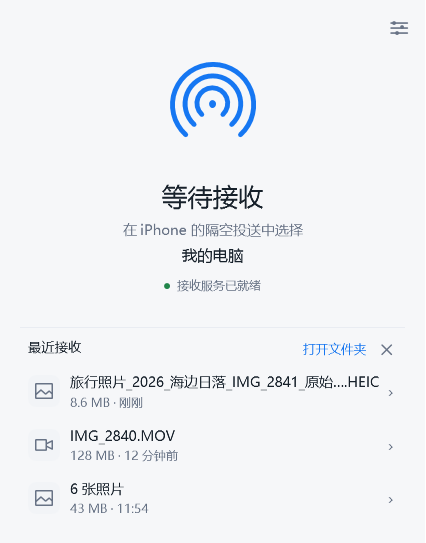 等待接收
在 iPhone 的隔空投送中选择
我的电脑
接收服务已就绪
最近接收 打开文件夹
旅行照片_2026_海边日落_IMG_2841_原始....HEIC
8.6 MB · 刚刚
IMG_2840.MOV
128 MB · 12 分钟前
6 张照片
43 MB · 11:54